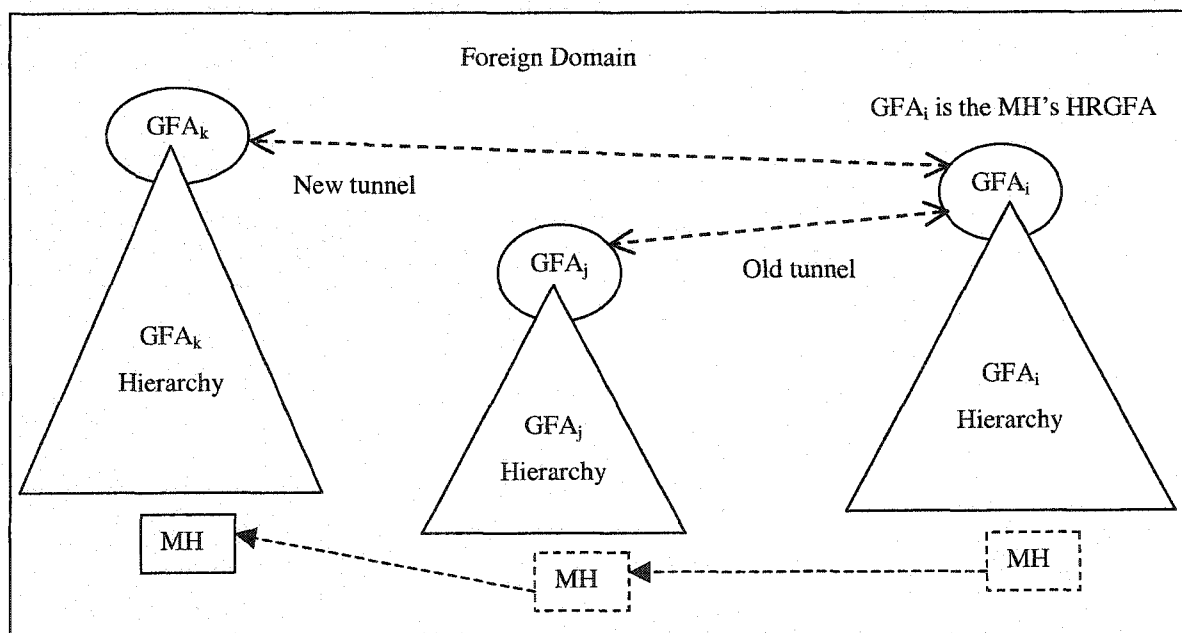 Foreign Domain
GFAk
GFAi is the MH's HRGFA
GFAi
New tunnel
GFAj
Old tunnel
GFAk
Hierarchy
GFAi
Hierarchy
GFAj
Hierarchy
MH
MH
MH